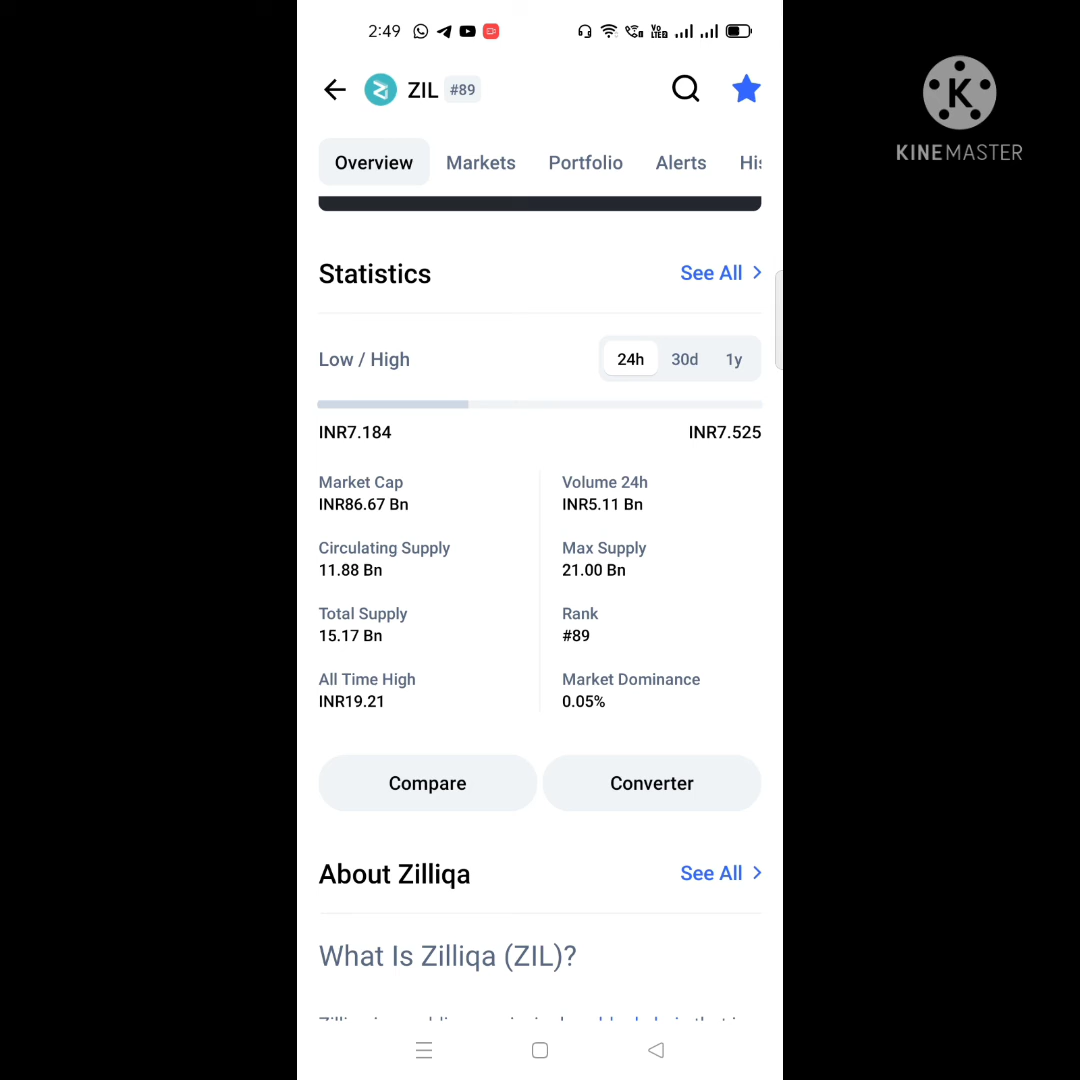 2:49
ZIL #89
KINEMASTER
Overview Markets Portfolio Alerts His
Statistics See All >
Low / High 24h 30d 1y
INR7.184 INR7.525
Market Cap Volume 24h
INR86.67 Bn INR5.11 Bn
Circulating Supply Max Supply
11.88 Bn 21.00 Bn
Total Supply Rank
15.17 Bn #89
All Time High Market Dominance
INR19.21 0.05%
Compare Converter
About Zilliqa See All >
What Is Zilliqa (ZIL)?